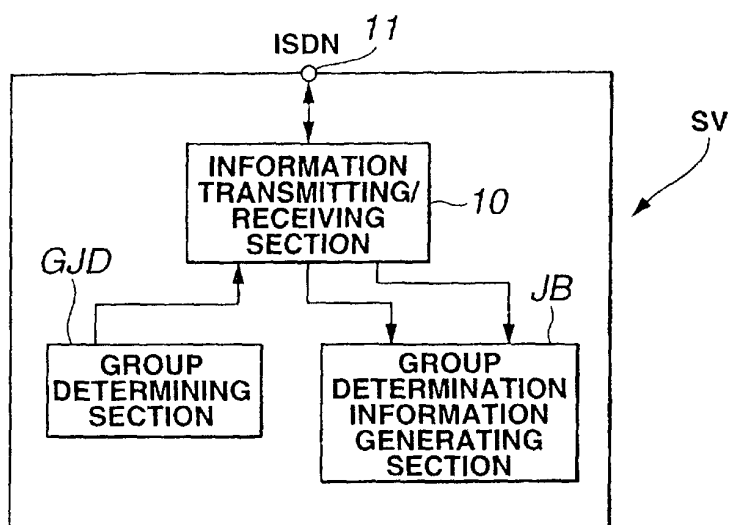 ISDN 11
SV
INFORMATION
TRANSMITTING/
RECEIVING
SECTION
10
GJD
JB
GROUP
DETERMINING
SECTION
GROUP
DETERMINATION
INFORMATION
GENERATING
SECTION